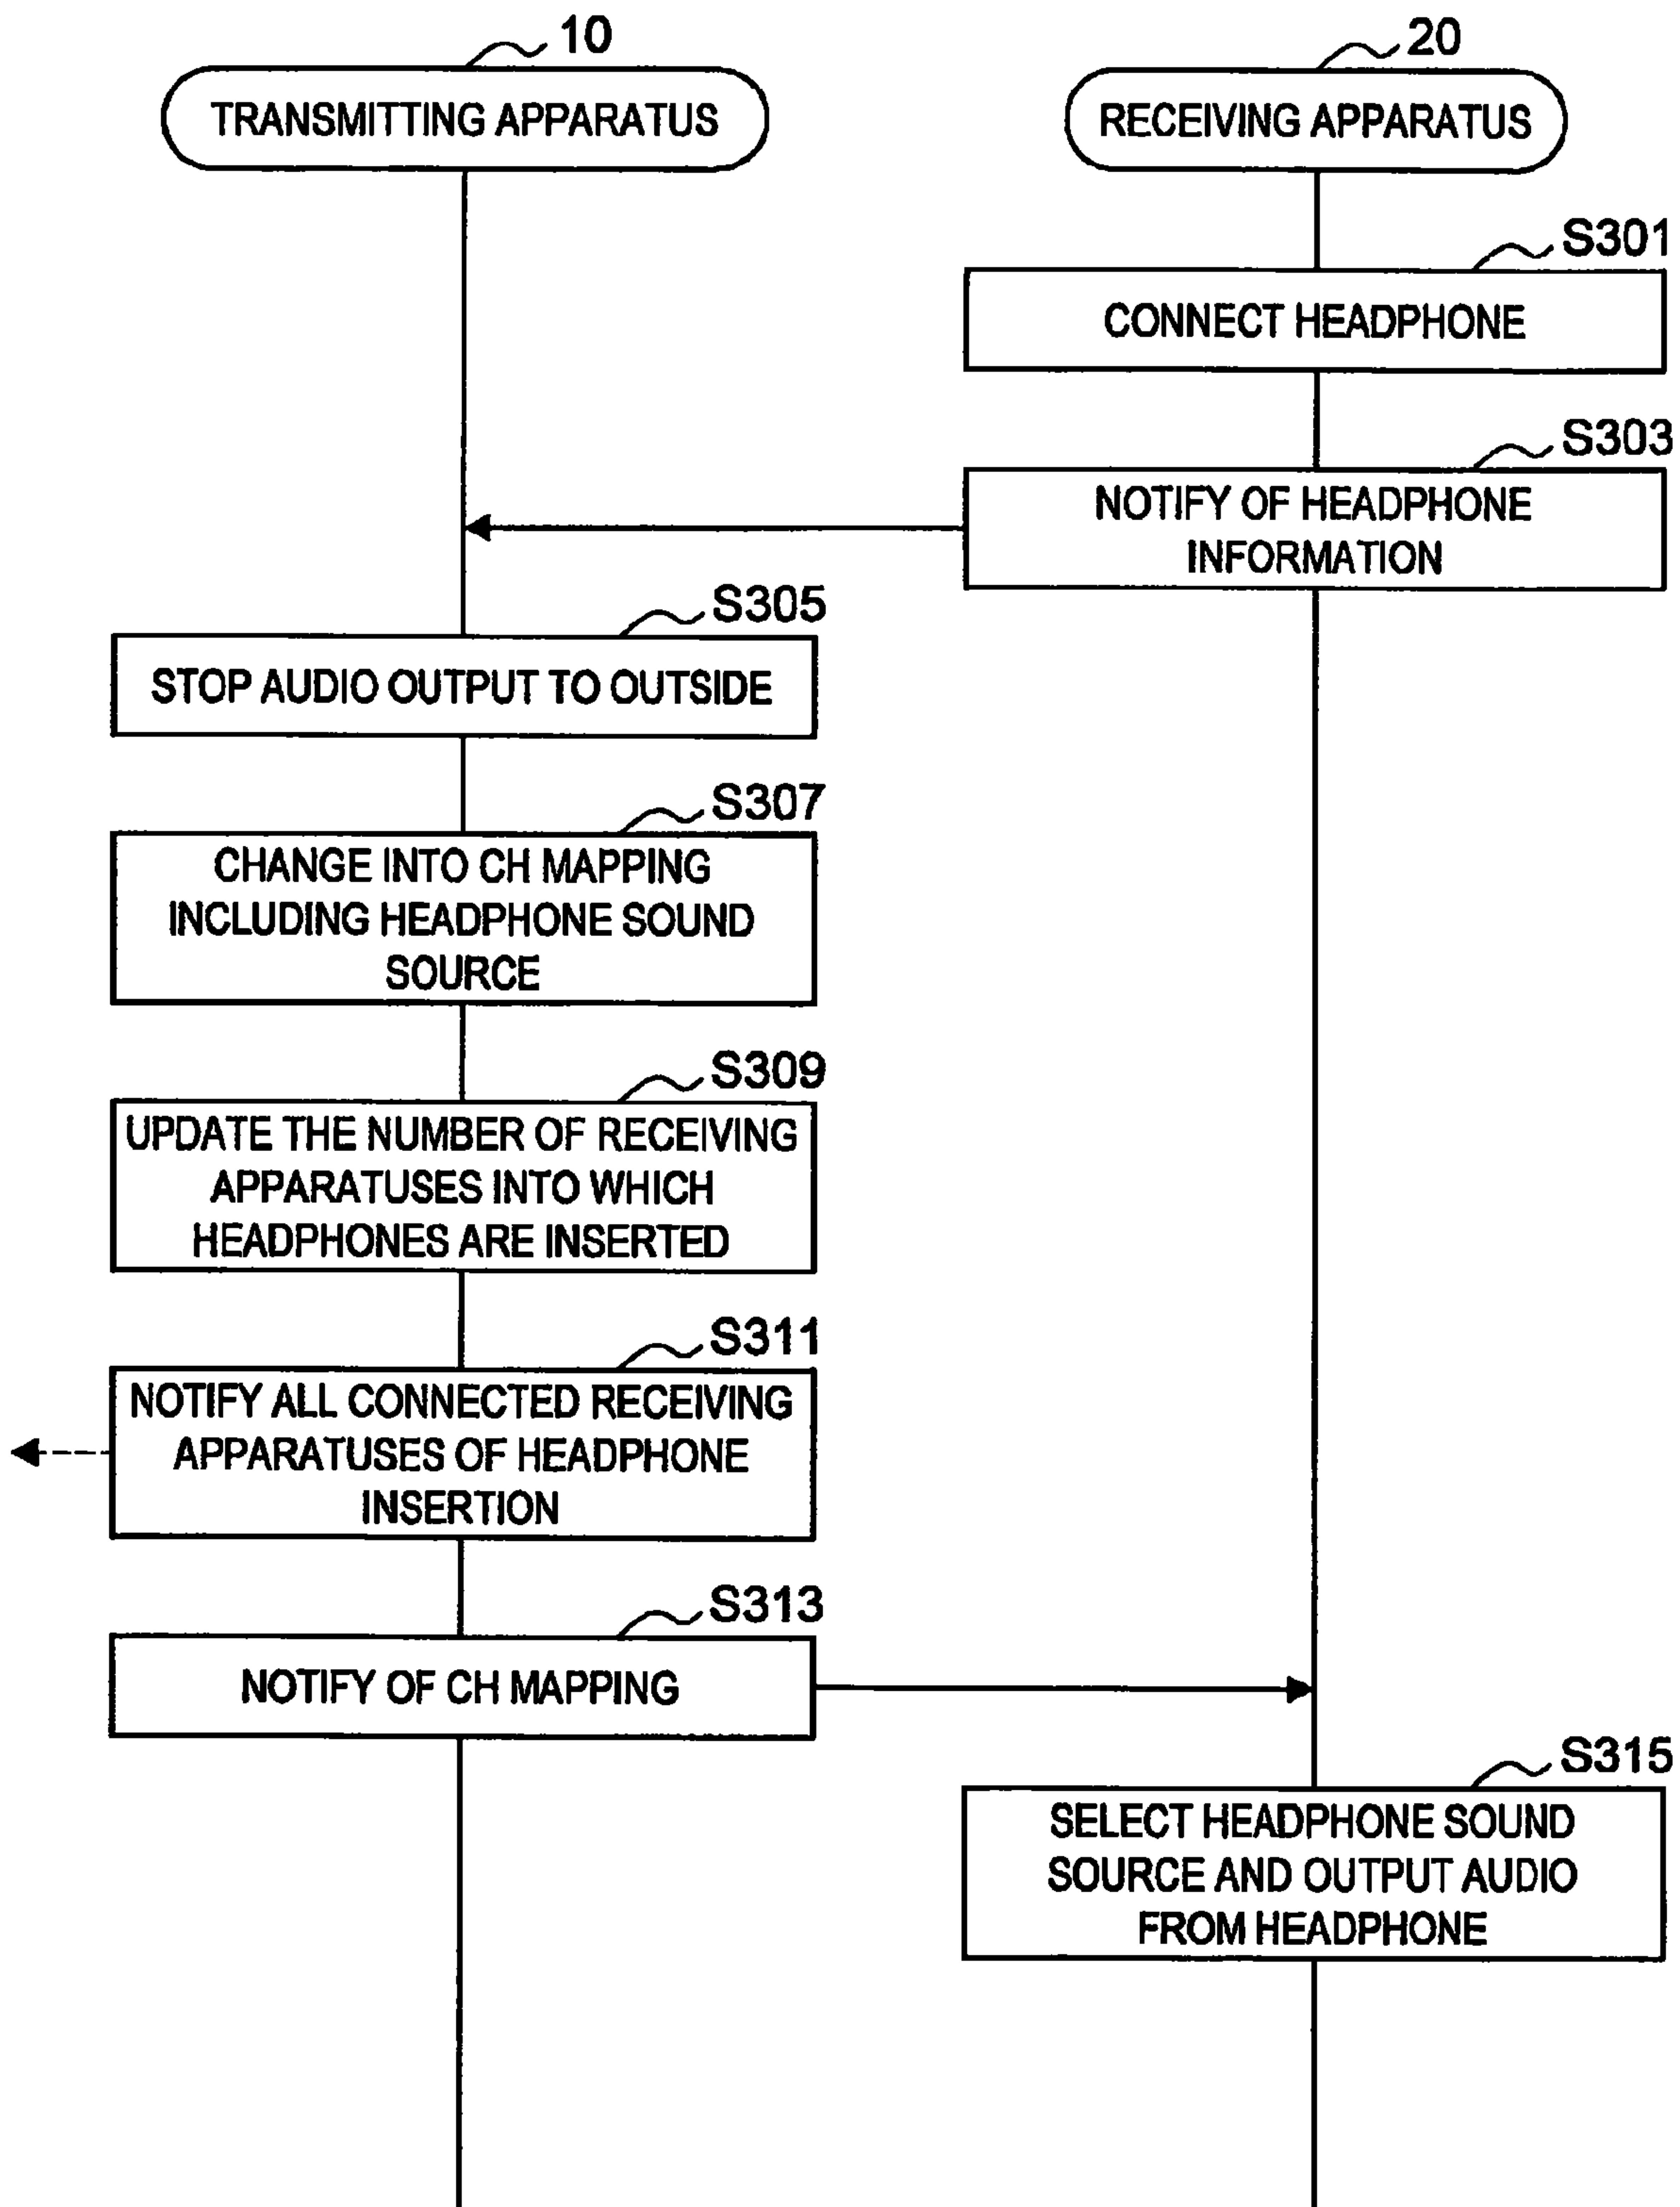 10
20
TRANSMITTING APPARATUS
RECEIVING APPARATUS
S301
CONNECT HEADPHONE
S303
NOTIFY OF HEADPHONE
INFORMATION
S305
STOP AUDIO OUTPUT TO OUTSIDE
S307
CHANGE INTO CH MAPPING
INCLUDING HEADPHONE SOUND
SOURCE
S309
UPDATE THE NUMBER OF RECEIVING
APPARATUSES INTO WHICH
HEADPHONES ARE INSERTED
S311
NOTIFY ALL CONNECTED RECEIVING
APPARATUSES OF HEADPHONE
INSERTION
S313
NOTIFY OF CH MAPPING
S315
SELECT HEADPHONE SOUND
SOURCE AND OUTPUT AUDIO
FROM HEADPHONE